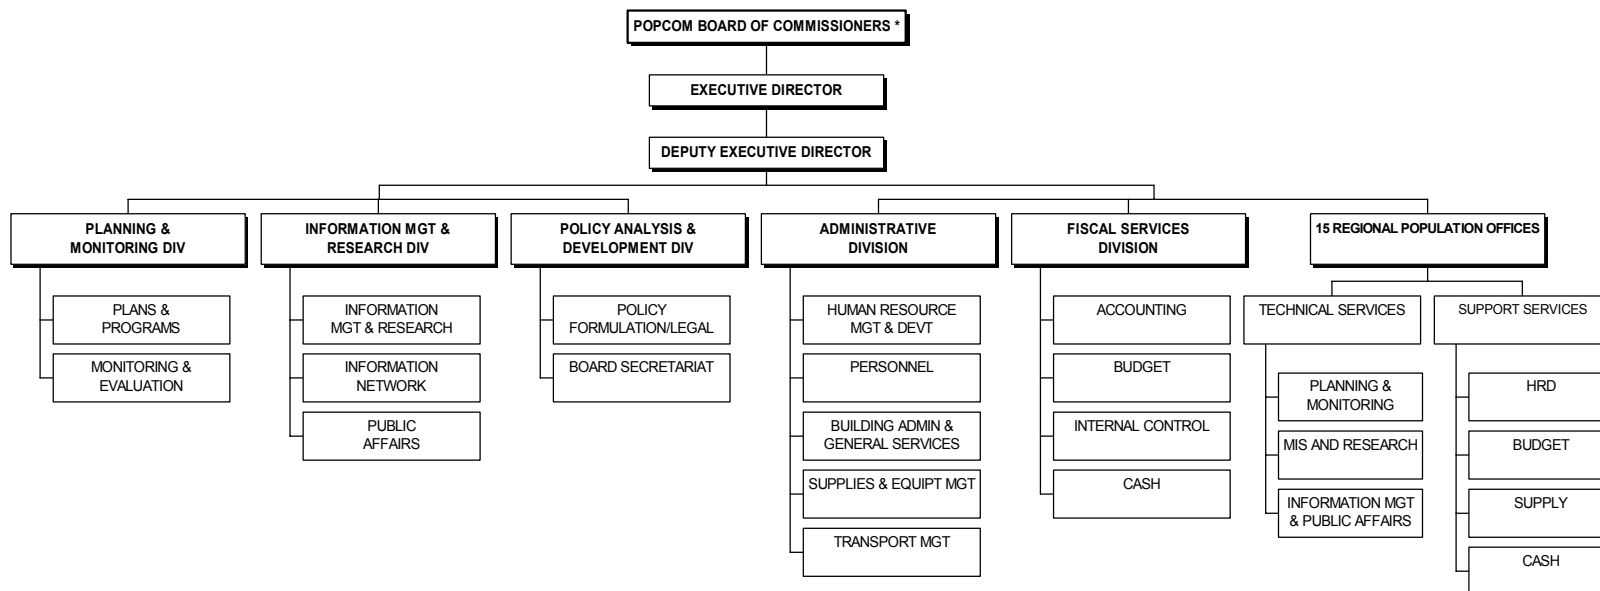 POPCOM BOARD OF COMMISSIONERS *
EXECUTIVE DIRECTOR
DEPUTY EXECUTIVE DIRECTOR
PLANNING &
MONITORING DIV
INFORMATION MGT &
RESEARCH DIV
POLICY ANALYSIS &
DEVELOPMENT DIV
ADMINISTRATIVE
DIVISION
FISCAL SERVICES
DIVISION
15 REGIONAL POPULATION OFFICES
PLANS &
PROGRAMS
MONITORING &
EVALUATION
INFORMATION
MGT & RESEARCH
INFORMATION
NETWORK
PUBLIC
AFFAIRS
POLICY
FORMULATION/LEGAL
BOARD SECRETARIAT
HUMAN RESOURCE
MGT & DEVT
PERSONNEL
BUILDING ADMIN &
GENERAL SERVICES
SUPPLIES & EQUIPT MGT
TRANSPORT MGT
ACCOUNTING
BUDGET
INTERNAL CONTROL
CASH
TECHNICAL SERVICES
PLANNING &
MONITORING
MIS AND RESEARCH
INFORMATION MGT
& PUBLIC AFFAIRS
SUPPORT SERVICES
HRD
BUDGET
SUPPLY
CASH